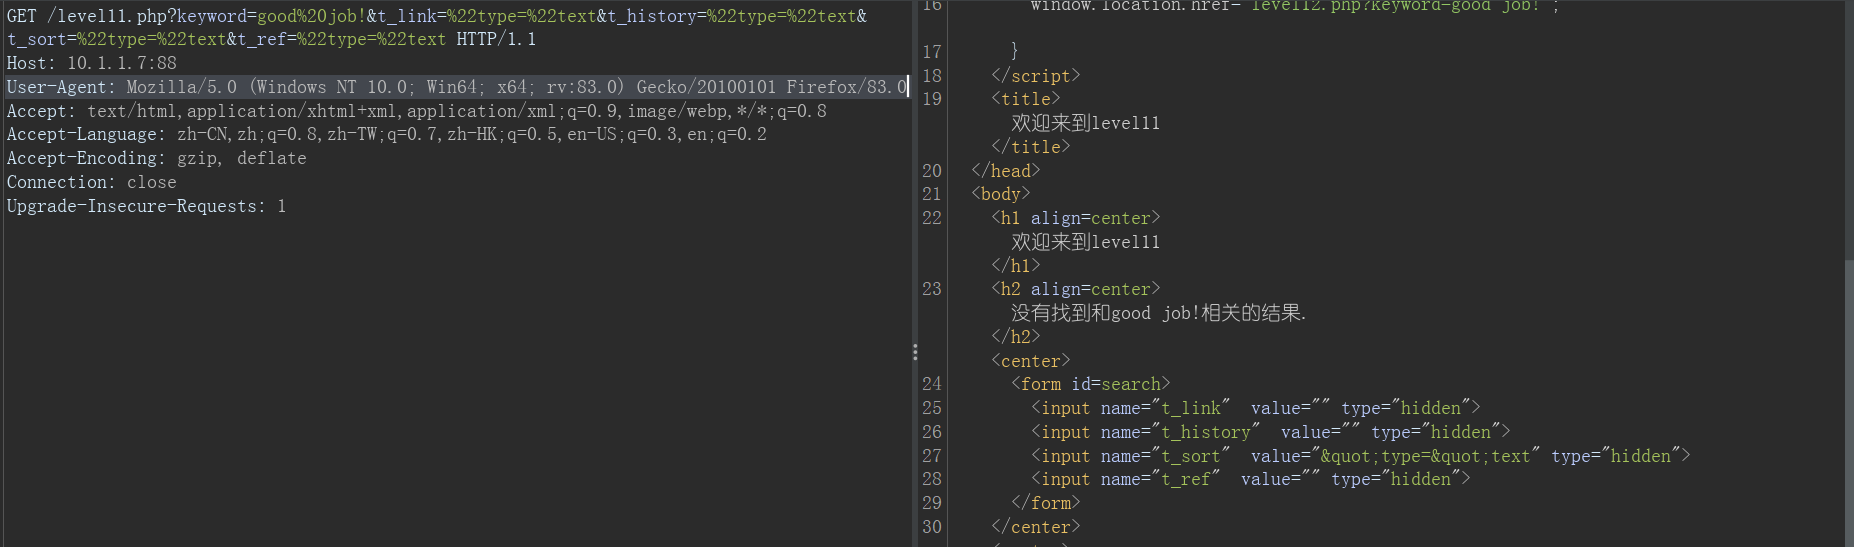 GET /level11.php?keyword=good%20job!&t_link=%22type=%22text&t_history=%22type=%22text&
t_sort=%22type=%22text&t_ref=%22type=%22text HTTP/1.1
Host: 10.1.1.7:88
User-Agent: Mozilla/5.0 (Windows NT 10.0; Win64; x64; rv:83.0) Gecko/20100101 Firefox/83.0
Accept: text/html,application/xhtml+xml,application/xml;q=0.9,image/webp,*/*;q=0.8
Accept-Language: zh-CN,zh;q=0.8,zh-TW;q=0.7,zh-HK;q=0.5,en-US;q=0.3,en;q=0.2
Accept-Encoding: gzip, deflate
Connection: close
Upgrade-Insecure-Requests: 1
16 window.location.href="level12.php?keyword=good job!";
17 }
18 </script>
19 <title>
欢迎来到level11
</title>
20 </head>
21 <body>
22 <h1 align=center>
欢迎来到level11
</h1>
23 <h2 align=center>
没有找到和good job!相关的结果.
</h2>
<center>
24 <form id=search>
25 <input name="t_link"  value="" type="hidden">
26 <input name="t_history"  value="" type="hidden">
27 <input name="t_sort"  value="&quot;type=&quot;text" type="hidden">
28 <input name="t_ref"  value="" type="hidden">
29 </form>
30 </center>